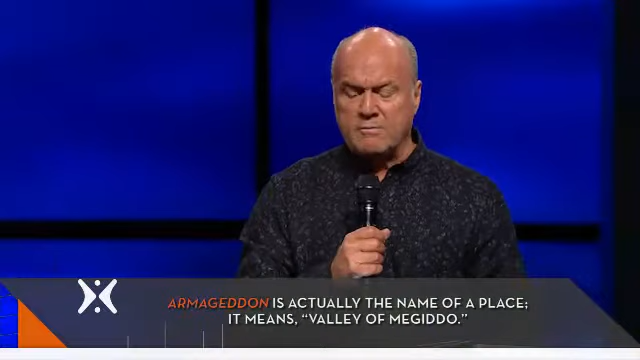 ARMAGEDDON IS ACTUALLY THE NAME OF A PLACE;
IT MEANS, “VALLEY OF MEGIDDO.”